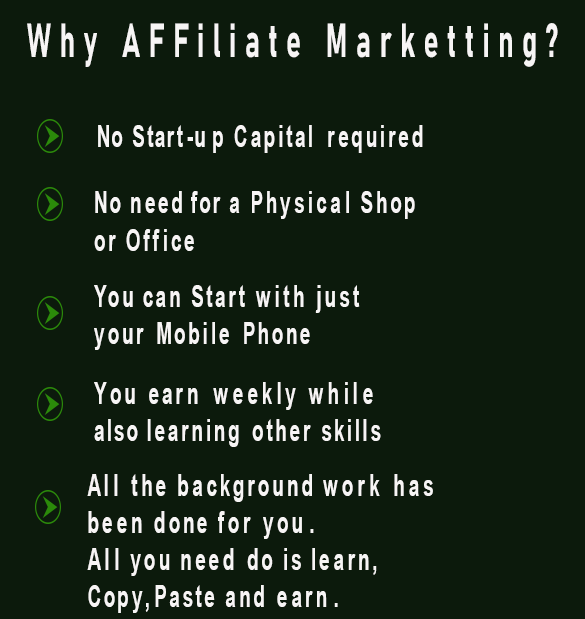 Why AFFiliate Marketting?
No Start-up Capital required
No need for a Physical Shop
or Office
You can Start with just
your Mobile Phone
You earn weekly while
also learning other skills
All the background work has
been done for you.
All you need do is learn,
Copy,Paste and earn.